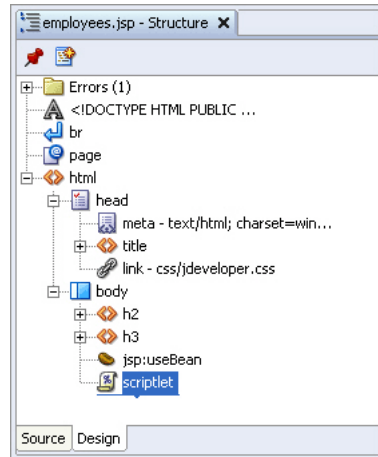 employees.jsp - Structure
Errors (1)
<!DOCTYPE HTML PUBLIC ...
br
page
html
head
meta - text/html; charset=win...
title
link - css/jdeveloper.css
body
h2
h3
jsp:useBean
scriptlet
Source Design